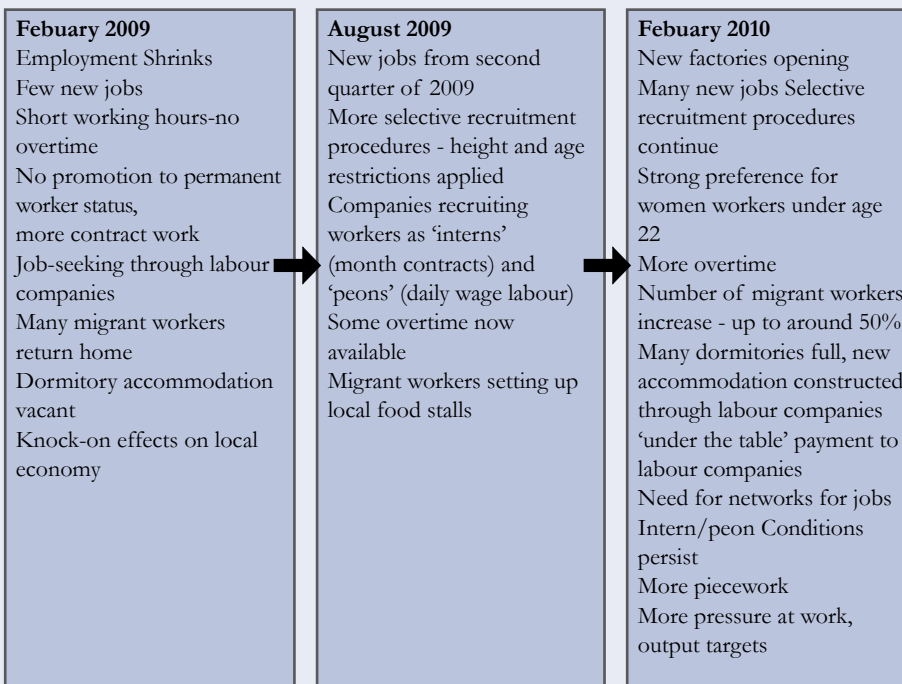 Febuary 2009
Employment Shrinks
Few new jobs
Short working hours-no
overtime
No promotion to permanent
worker status,
more contract work
Job-seeking through labour
companies
Many migrant workers
return home
Dormitory accommodation
vacant
Knock-on effects on local
economy
August 2009
New jobs from second
quarter of 2009
More selective recruitment
procedures - height and age
restrictions applied
Companies recruiting
workers as ‘interns’
(month contracts) and
‘peons’ (daily wage labour)
Some overtime now
available
Migrant workers setting up
local food stalls
Febuary 2010
New factories opening
Many new jobs Selective
recruitment procedures
continue
Strong preference for
women workers under age
22
More overtime
Number of migrant workers
increase - up to around 50%
Many dormitories full, new
accommodation constructed
through labour companies
‘under the table’ payment to
labour companies
Need for networks for jobs
Intern/peon Conditions
persist
More piecework
More pressure at work,
output targets